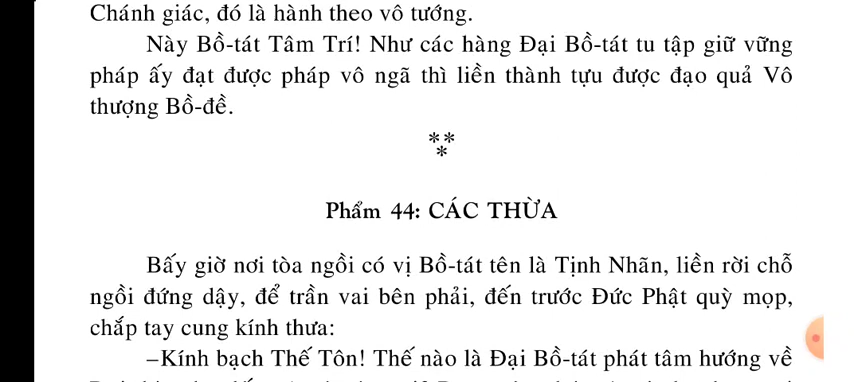 Chánh giác, đó là hành theo vô tướng.
Này Bồ-tát Tâm Trí! Như các hàng Đại Bồ-tát tu tập giữ vững
pháp ấy đạt được pháp vô ngã thì liền thành tựu được đạo quả Vô
thượng Bồ-đề.
**
*
Phẩm 44: CÁC THỪA
Bấy giờ nơi tòa ngồi có vị Bồ-tát tên là Tịnh Nhãn, liền rời chỗ
ngồi đứng dậy, để trần vai bên phải, đến trước Đức Phật quỳ mọp,
chắp tay cung kính thưa:
–Kính bạch Thế Tôn! Thế nào là Đại Bồ-tát phát tâm hướng về